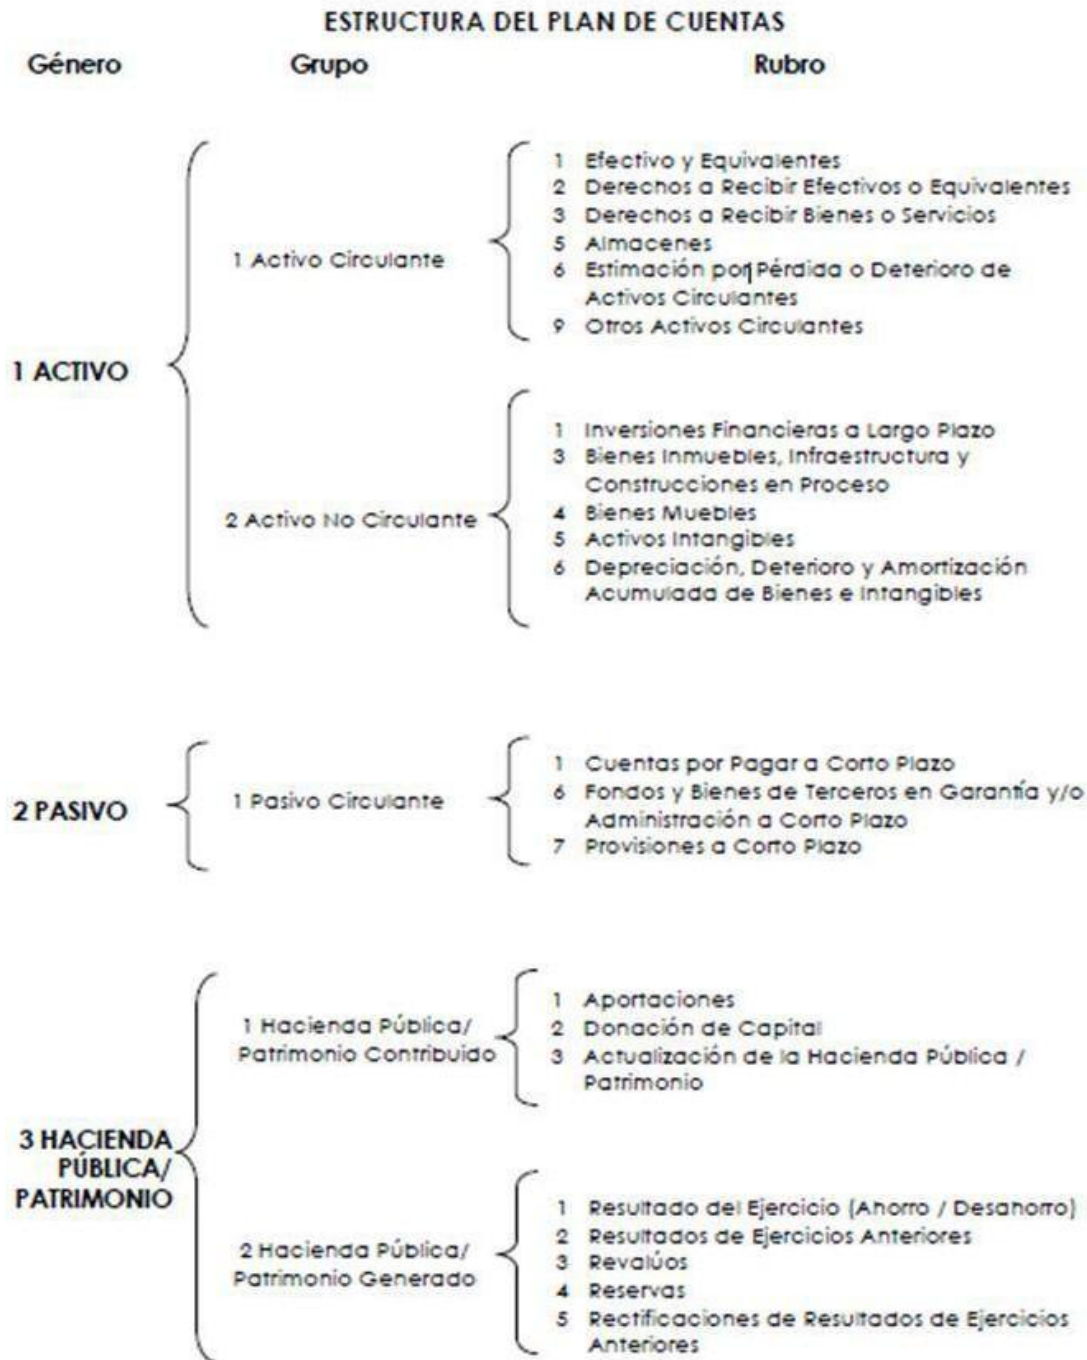 ESTRUCTURA DEL PLAN DE CUENTAS
Género Grupo Rubro
1 ACTIVO
1 Activo Circulante
1 Efectivo y Equivalentes
2 Derechos a Recibir Efectivos o Equivalentes
3 Derechos a Recibir Bienes o Servicios
5 Almacenes
6 Estimación por Pérdida o Deterioro de
Activos Circulantes
9 Otros Activos Circulantes
2 Activo No Circulante
1 Inversiones Financieras a Largo Plazo
3 Bienes Inmuebles, Infraestructura y
Construcciones en Proceso
4 Bienes Muebles
5 Activos Intangibles
6 Depreciación, Deterioro y Amortización
Acumulada de Bienes e Intangibles
2 PASIVO
1 Pasivo Circulante
1 Cuentas por Pagar a Corto Plazo
6 Fondos y Bienes de Terceros en Garantía y/o
Administración a Corto Plazo
7 Provisiones a Corto Plazo
3 HACIENDA
PÚBLICA/
PATRIMONIO
1 Hacienda Pública/
Patrimonio Contribuido
1 Aportaciones
2 Donación de Capital
3 Actualización de la Hacienda Pública /
Patrimonio
2 Hacienda Pública/
Patrimonio Generado
1 Resultado del Ejercicio (Ahorro / Desahorro)
2 Resultados de Ejercicios Anteriores
3 Revalúos
4 Reservas
5 Rectificaciones de Resultados de Ejercicios
Anteriores